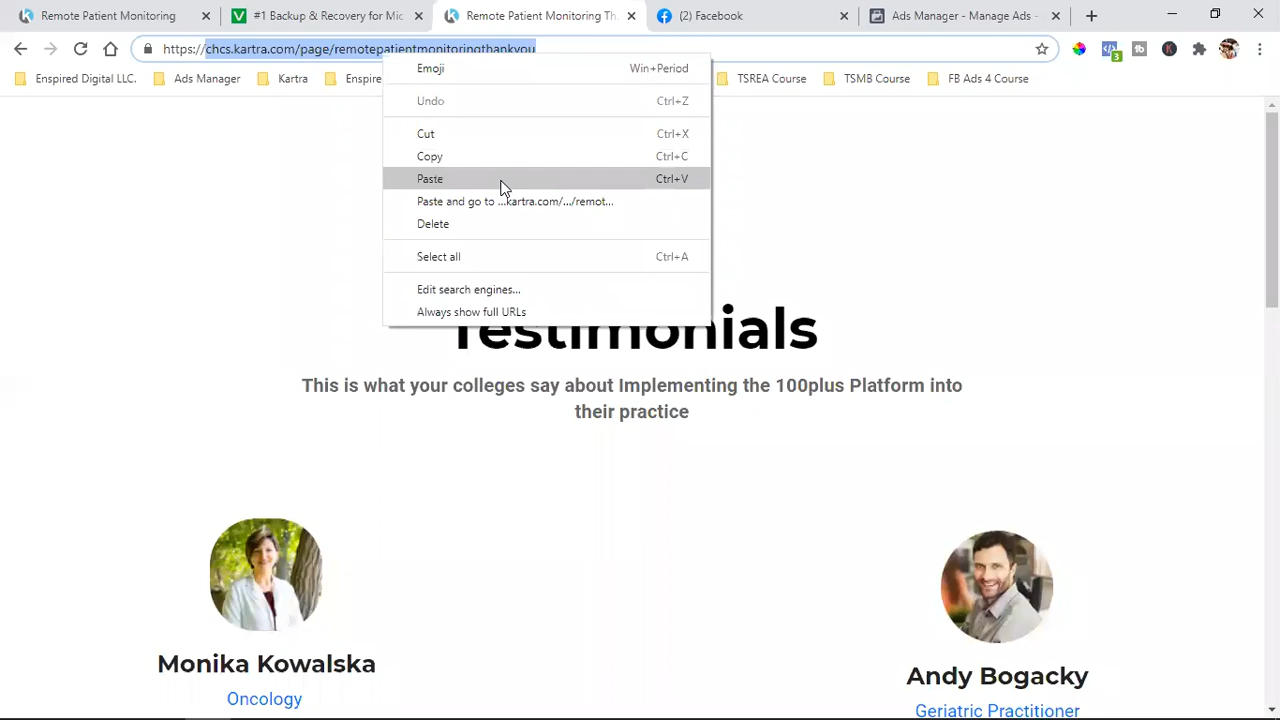 Remote Patient Monitoring
#1 Backup & Recovery for Mic
Remote Patient Monitoring Th
(2) Facebook
Ads Manager - Manage Ads -
https://chcs.kartra.com/page/remotepatientmonitoringthankyou
3
Enspired Digital LLC.
Ads Manager
Kartra
Enspire
TSREA Course
TSMB Course
FB Ads 4 Course
Emoji Win+Period
Undo Ctrl+Z
Cut Ctrl+X
Copy Ctrl+C
Paste Ctrl+V
Paste and go to ...kartra.com/.../remot...
Delete
Select all Ctrl+A
Edit search engines...
Always show full URLs
Testimonials
This is what your colleges say about Implementing the 100plus Platform into
their practice
Monika Kowalska
Oncology
Andy Bogacky
Geriatric Practitioner